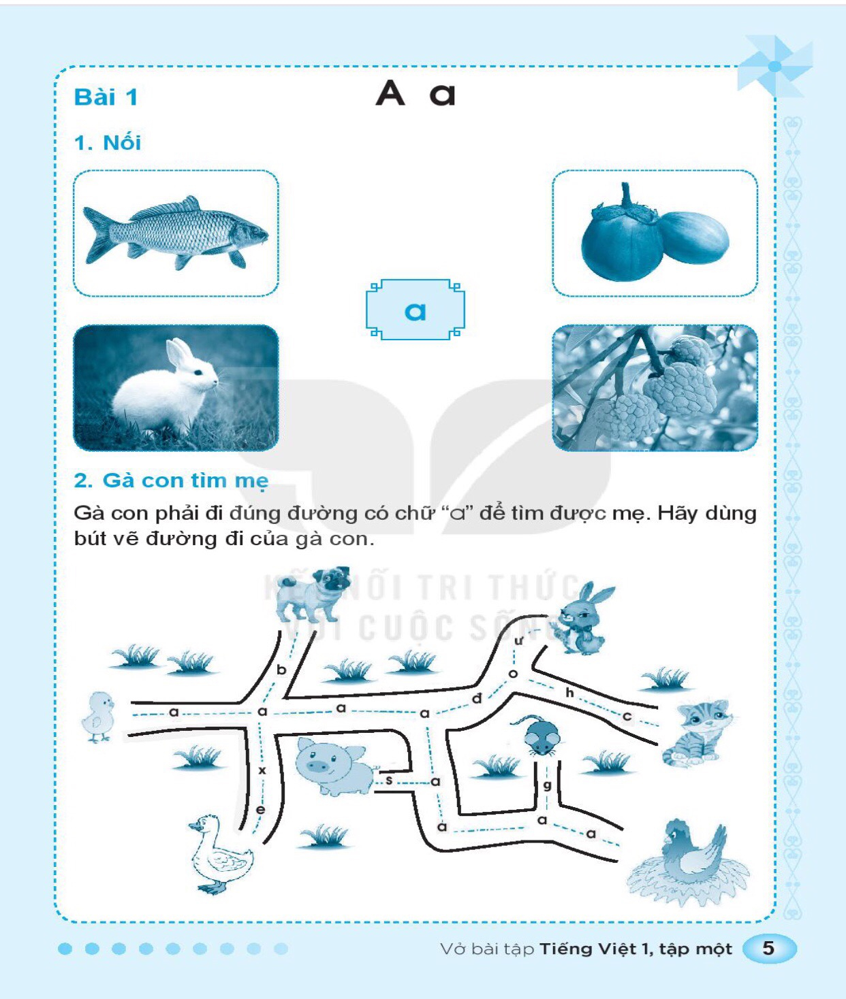 Bài 1
A a
1. Nối
a
2. Gà con tìm mẹ
Gà con phải đi đúng đường có chữ “a” để tìm được mẹ. Hãy dùng
bút vẽ đường đi của gà con.
KẾT NỐI TRI THỨC
VỚI CUỘC SỐNG
ư
b
o
h
đ
c
a a a a
x
s a
g
e
a a a
Vở bài tập Tiếng Việt 1, tập một 5